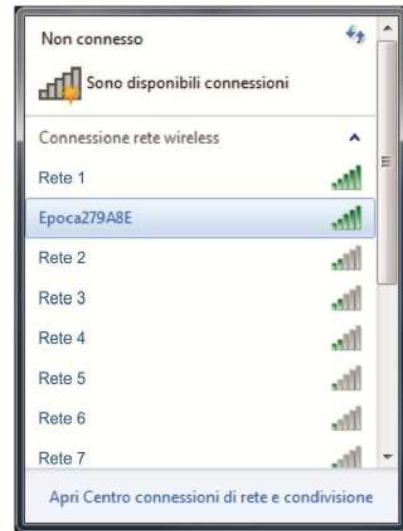 Non connesso
Sono disponibili connessioni
Connessione rete wireless
Rete 1
Epoca279A8E
Rete 2
Rete 3
Rete 4
Rete 5
Rete 6
Rete 7
Apri Centro connessioni di rete e condivisione